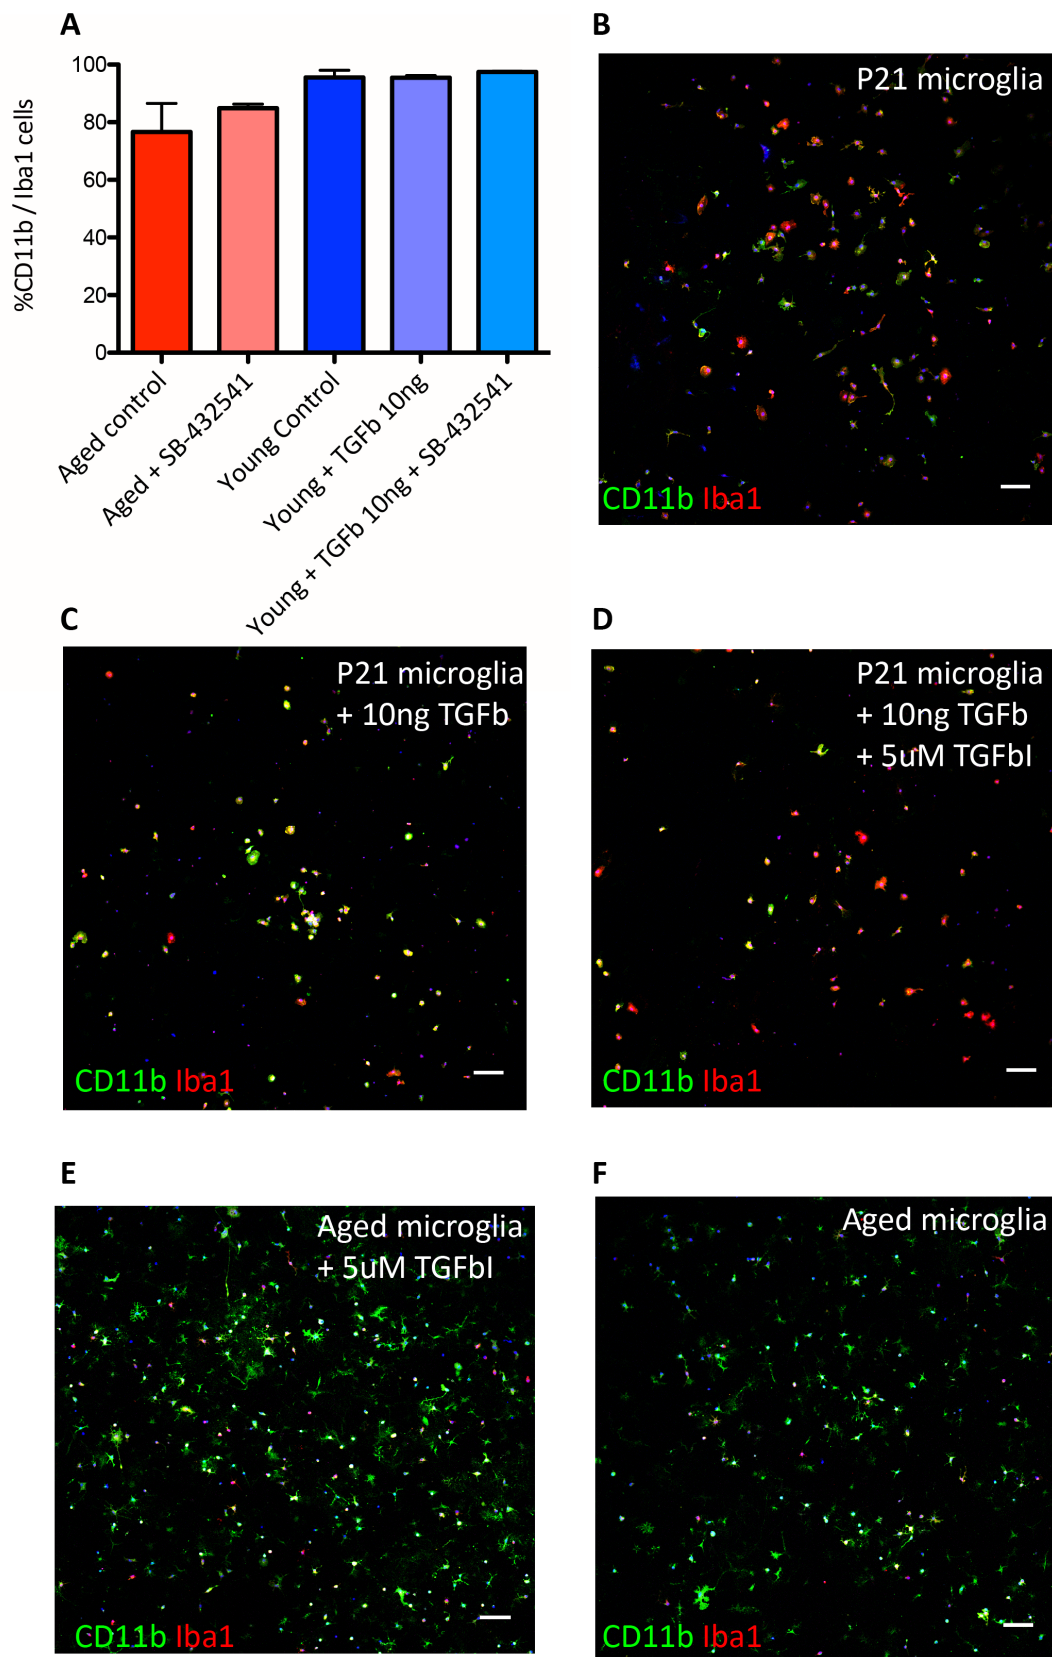 A
%CD11b / Iba1 cells
100
80
60
40
20
0
Aged control
Aged + SB-432541
Young Control
Young + TGFb 10ng
Young + TGFb 10ng + SB-432541
B
P21 microglia
CD11b Iba1
C
P21 microglia
+ 10ng TGFb
CD11b Iba1
D
P21 microglia
+ 10ng TGFb
+ 5uM TGFbI
CD11b Iba1
E
Aged microglia
+ 5uM TGFbI
CD11b Iba1
F
Aged microglia
CD11b Iba1